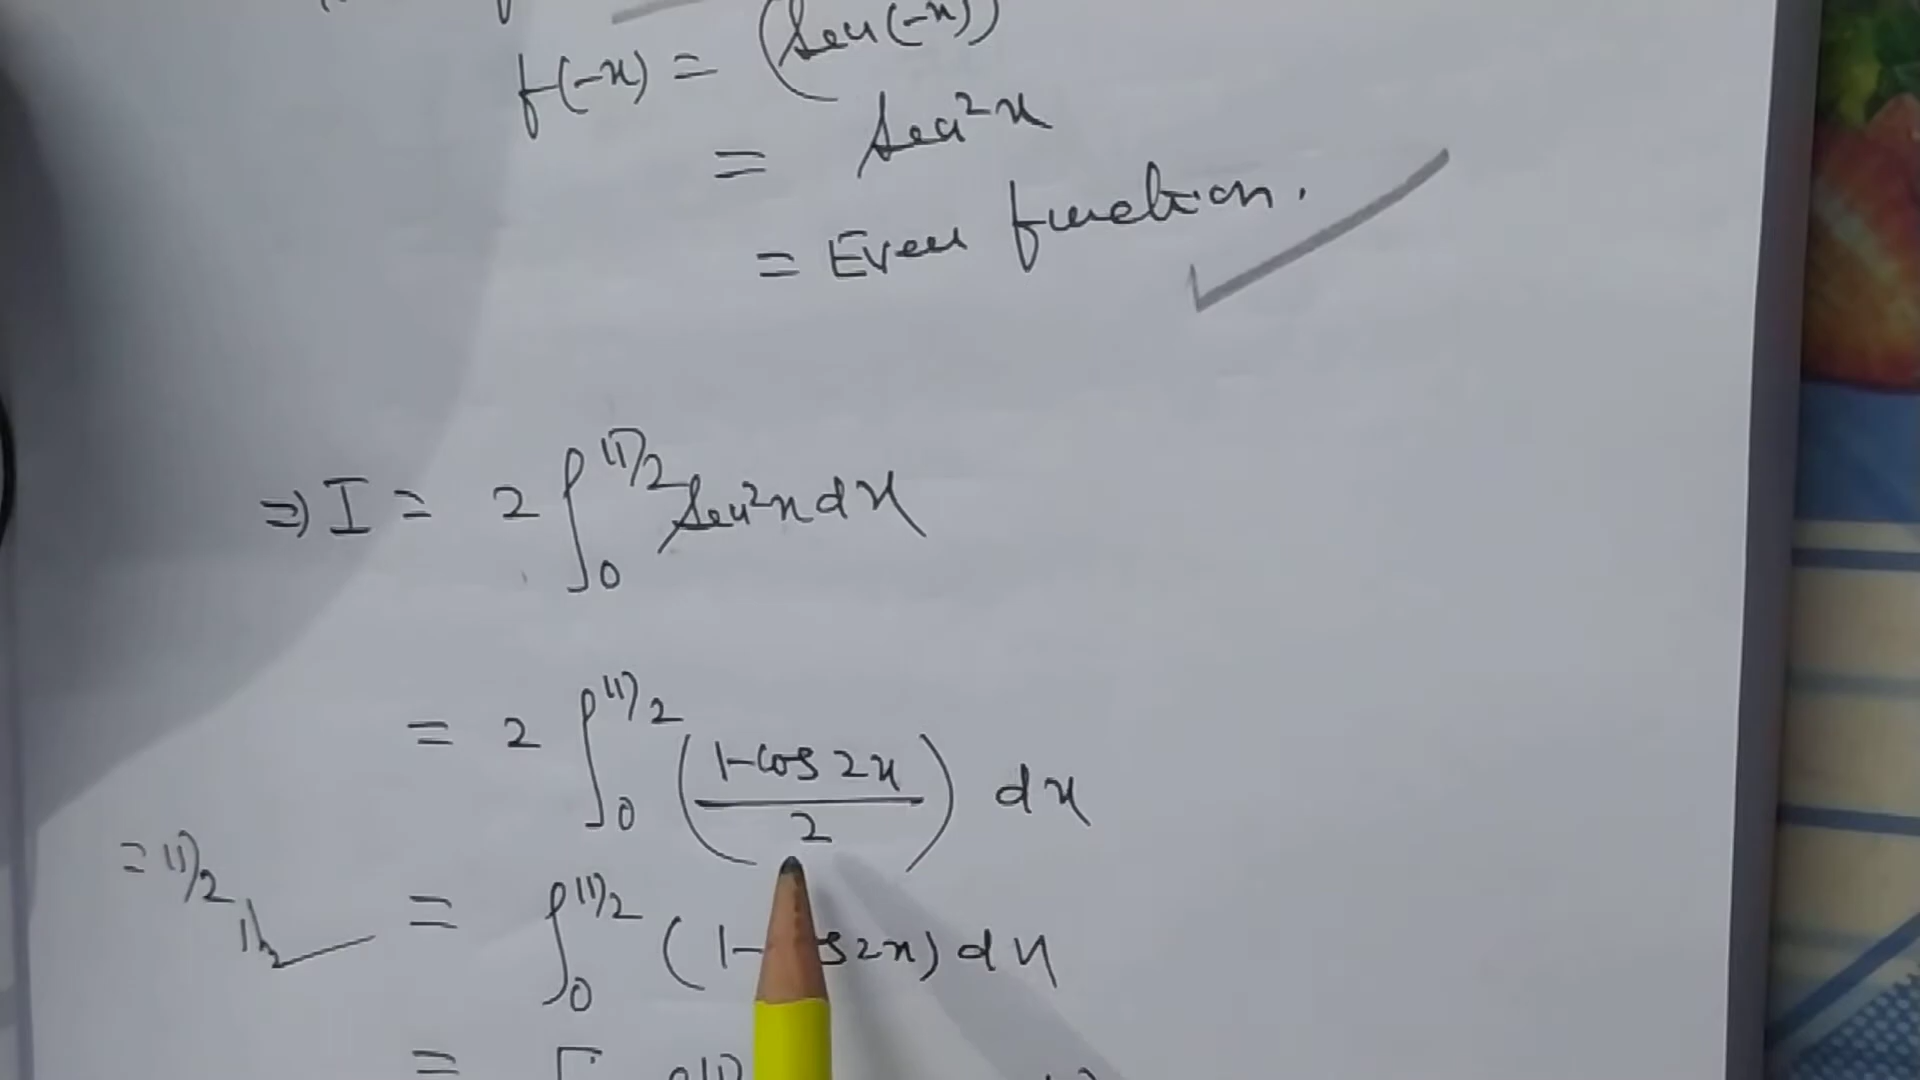 f(-x) = (sin(-x))
= sin²x
= Even function.
⇒ I = 2 ∫₀^{π/2} sin²x dx
= 2 ∫₀^{π/2} (1-cos 2x / 2) dx
= π/2
= ∫₀^{π/2} (1- s2x) dx
=